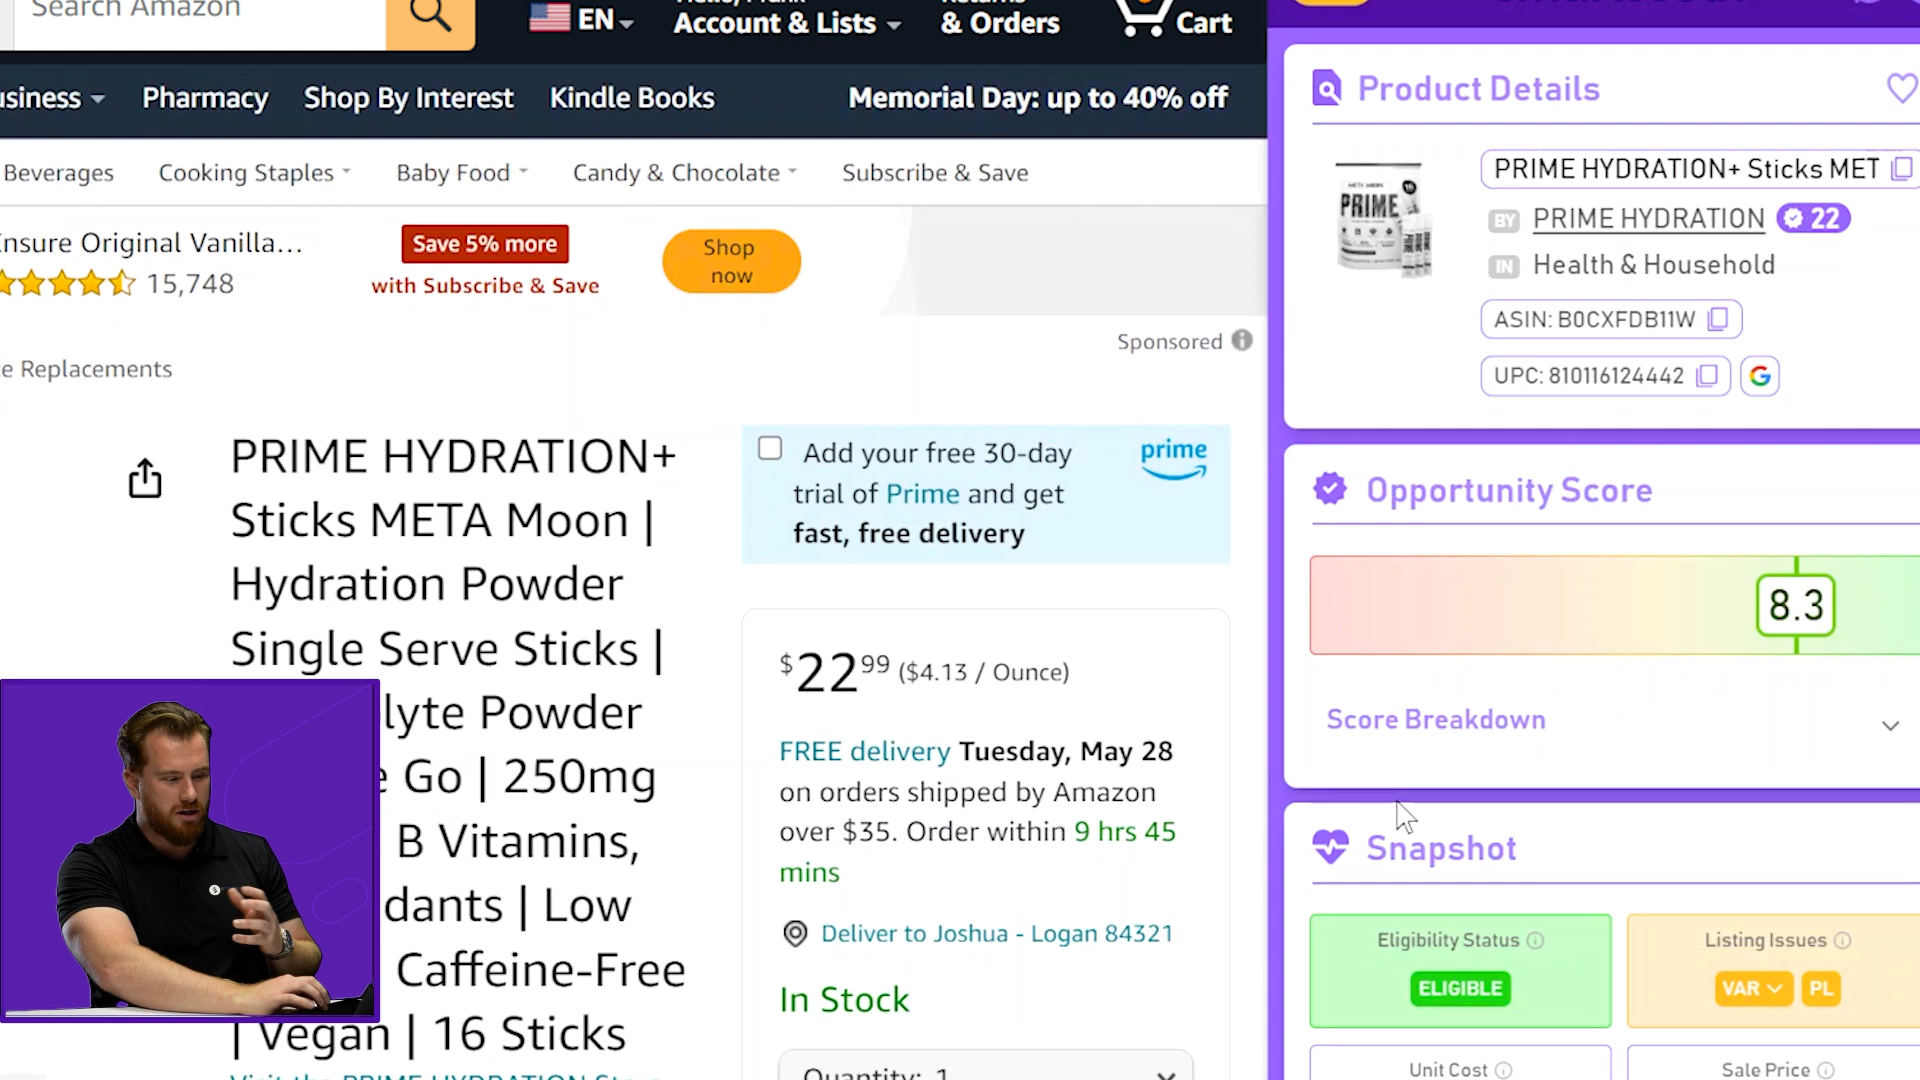 Search Amazon
EN
Account & Lists
& Orders
Cart
Pharmacy
Shop By Interest
Kindle Books
Memorial Day: up to 40% off
Beverages
Cooking Staples
Baby Food
Candy & Chocolate
Subscribe & Save
Original Vanilla...
15,748
Save 5% more
with Subscribe & Save
Shop
now
Sponsored
Replacements
PRIME HYDRATION+
Sticks META Moon |
Hydration Powder
Single Serve Sticks |
lyte Powder
Go | 250mg
B Vitamins,
dants | Low
Caffeine-Free
| Vegan | 16 Sticks
Add your free 30-day
trial of Prime and get
fast, free delivery
prime
$22 99 ($4.13 / Ounce)
FREE delivery Tuesday, May 28
on orders shipped by Amazon
over $35. Order within 9 hrs 45
mins
Deliver to Joshua - Logan 84321
In Stock
Quantity: 1
Product Details
META MOON
PRIME
PRIME HYDRATION+ Sticks MET
BY PRIME HYDRATION 22
IN Health & Household
ASIN: B0CXFDB11W
UPC: 810116124442
Opportunity Score
8.3
Score Breakdown
Snapshot
Eligibility Status
ELIGIBLE
Listing Issues
VAR PL
Unit Cost
Sale Price